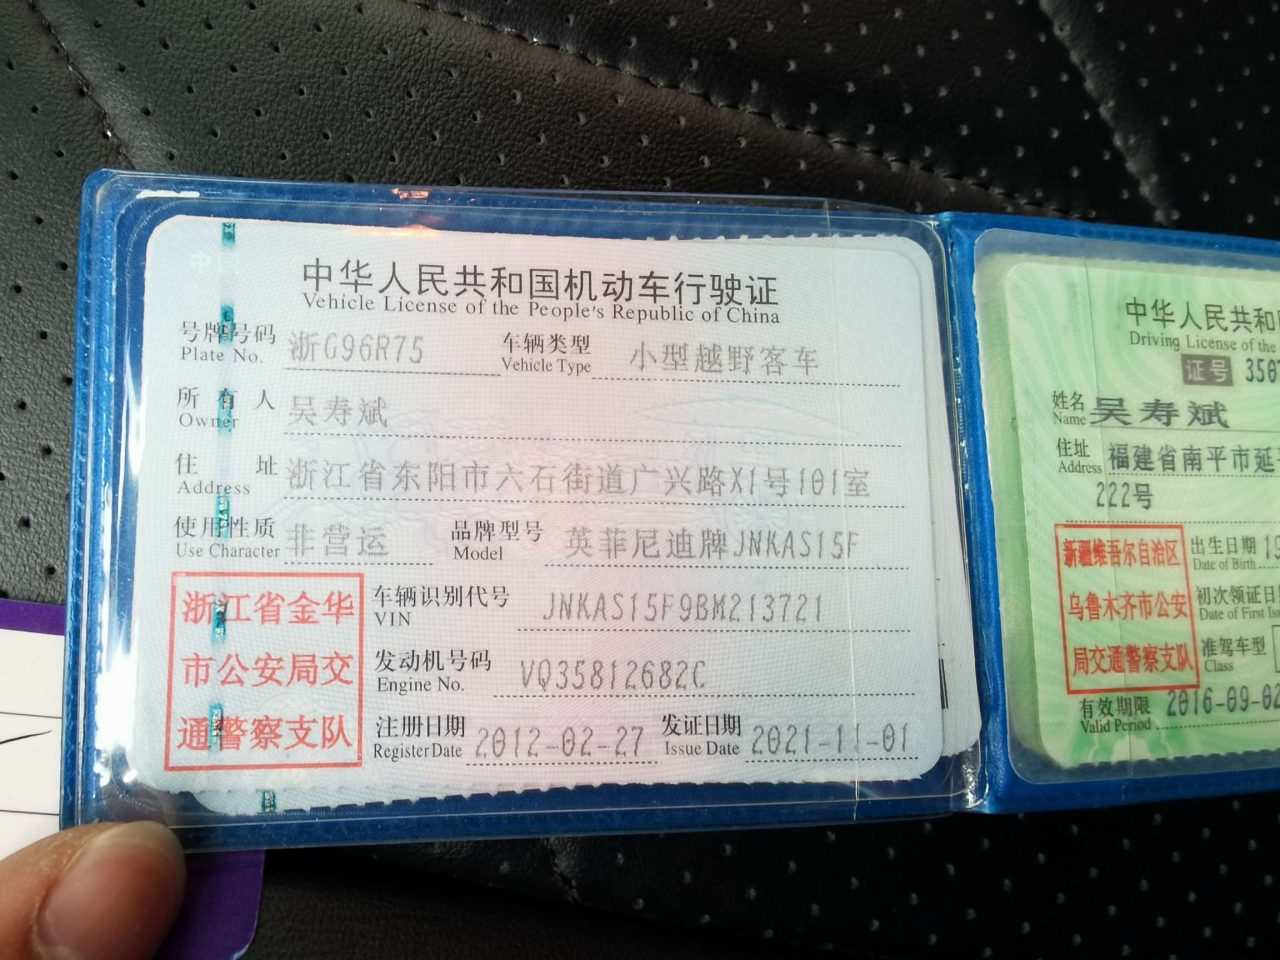 中华人民共和国机动车行驶证
Vehicle License of the People's Republic of China
号牌号码 浙G96R75 车辆类型 小型越野客车
Plate No. Vehicle Type
所有人 吴寿斌
Owner
住址 浙江省东阳市六石街道广兴路X1号101室
Address
使用性质 非营运 品牌型号 英菲尼迪牌JNKAS15F
Use Character Model
浙江省金华
市公安局交
通警察支队
车辆识别代号 JNKAS15F9BM213721
VIN
发动机号码 VQ35812682C
Engine No.
注册日期 2012-02-27 发证日期 2021-11-01
Register Date Issue Date
中华人民共和
Driving License of the
证号 3507
姓名 吴寿斌
Name
住址 福建省南平市延
Address
222号
新疆维吾尔自治区
乌鲁木齐市公安
局交通警察支队
出生日期 19
Date of Birth
初次领证日
Date of First
准驾车型
Class
有效期限 2016-09-02
Valid Period